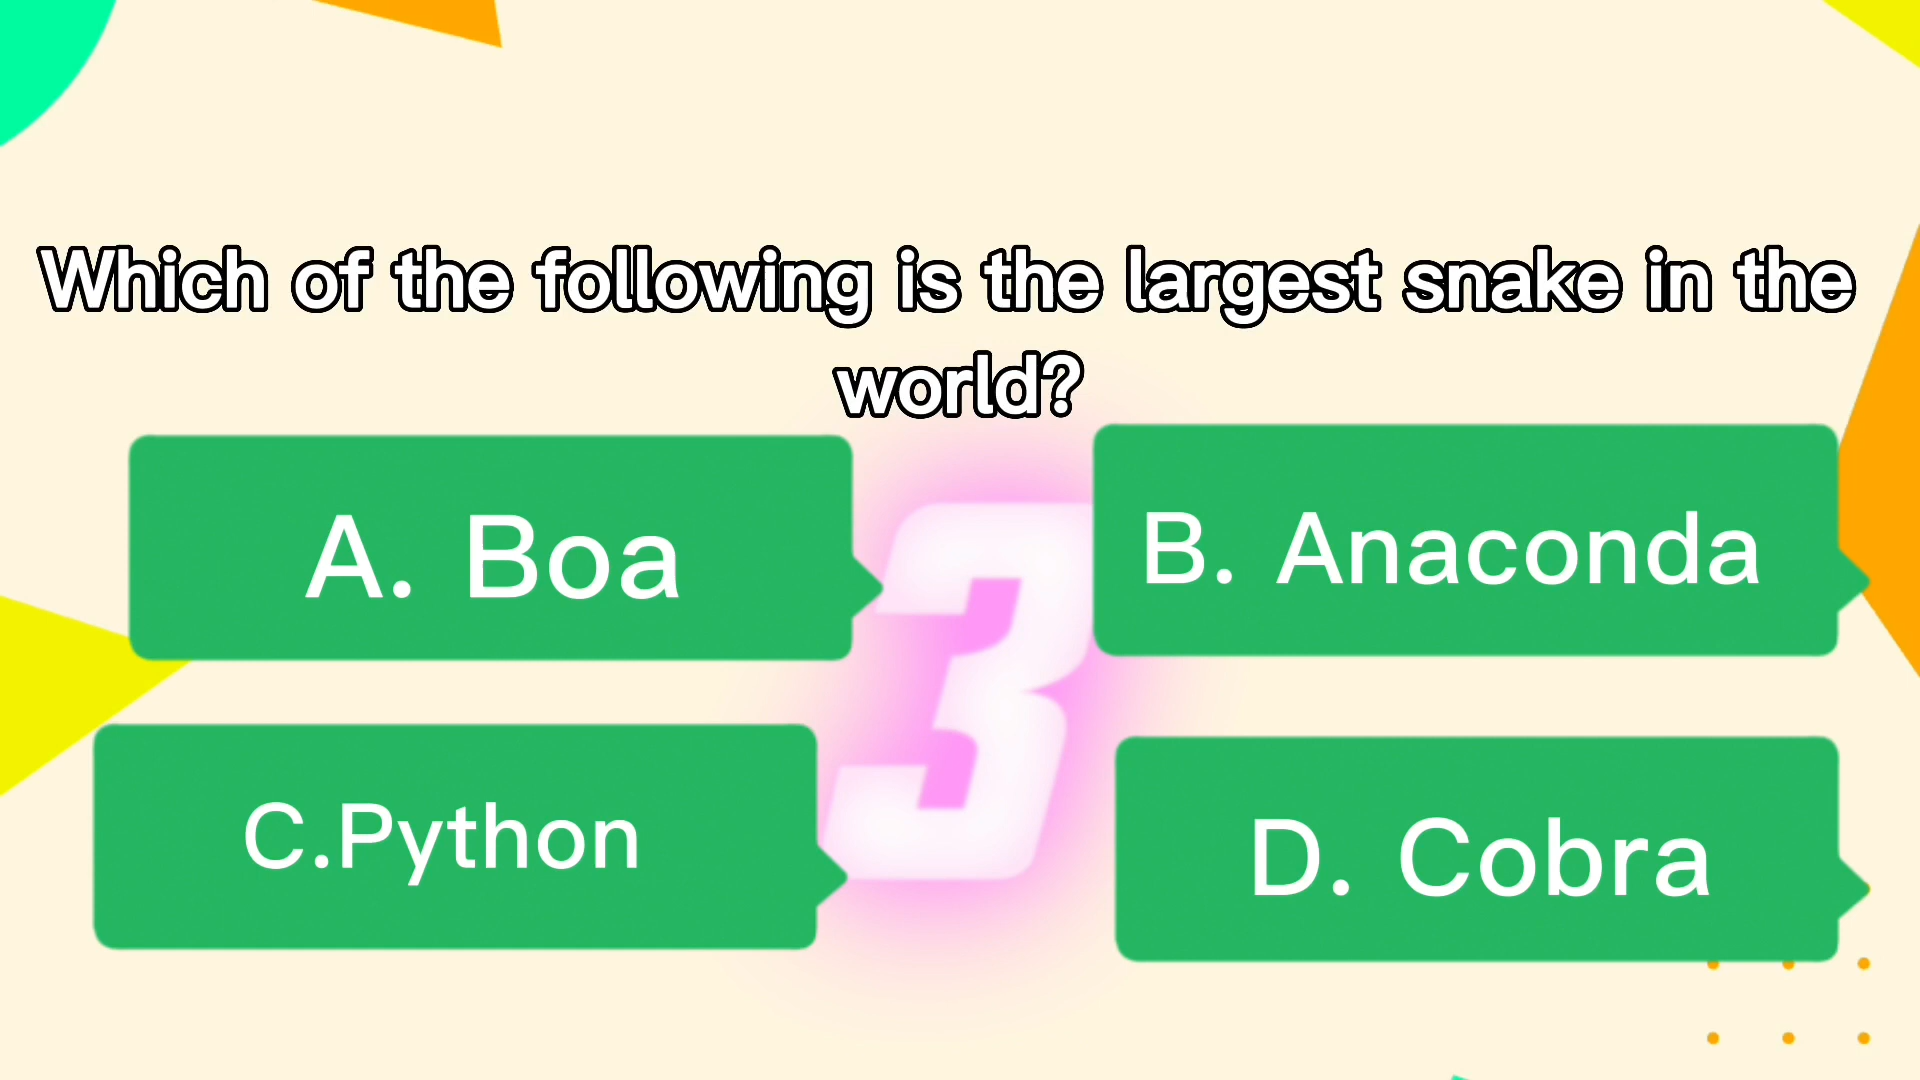 Which of the following is the largest snake in the
world?
A. Boa
B. Anaconda
3
C.Python
D. Cobra